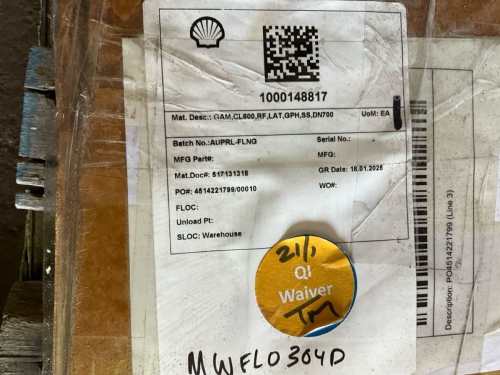 1000148817
Mat. Desc.: GAM,CL600,RF,LAT,GPH,SS,DN700 UoM: EA
Batch No.:AUPRL-FLNG Serial No.:
MFG Part#: MFG:
Mat.Doc#: 517131318 GR Date: 16.01.2025
PO#: 4514221799/00010 WO#:
FLOC:
Unload Pt:
SLOC: Warehouse
21/1
QI
Waiver
TM
MWFL0304D
Description: PO4514221799 (Line 3)